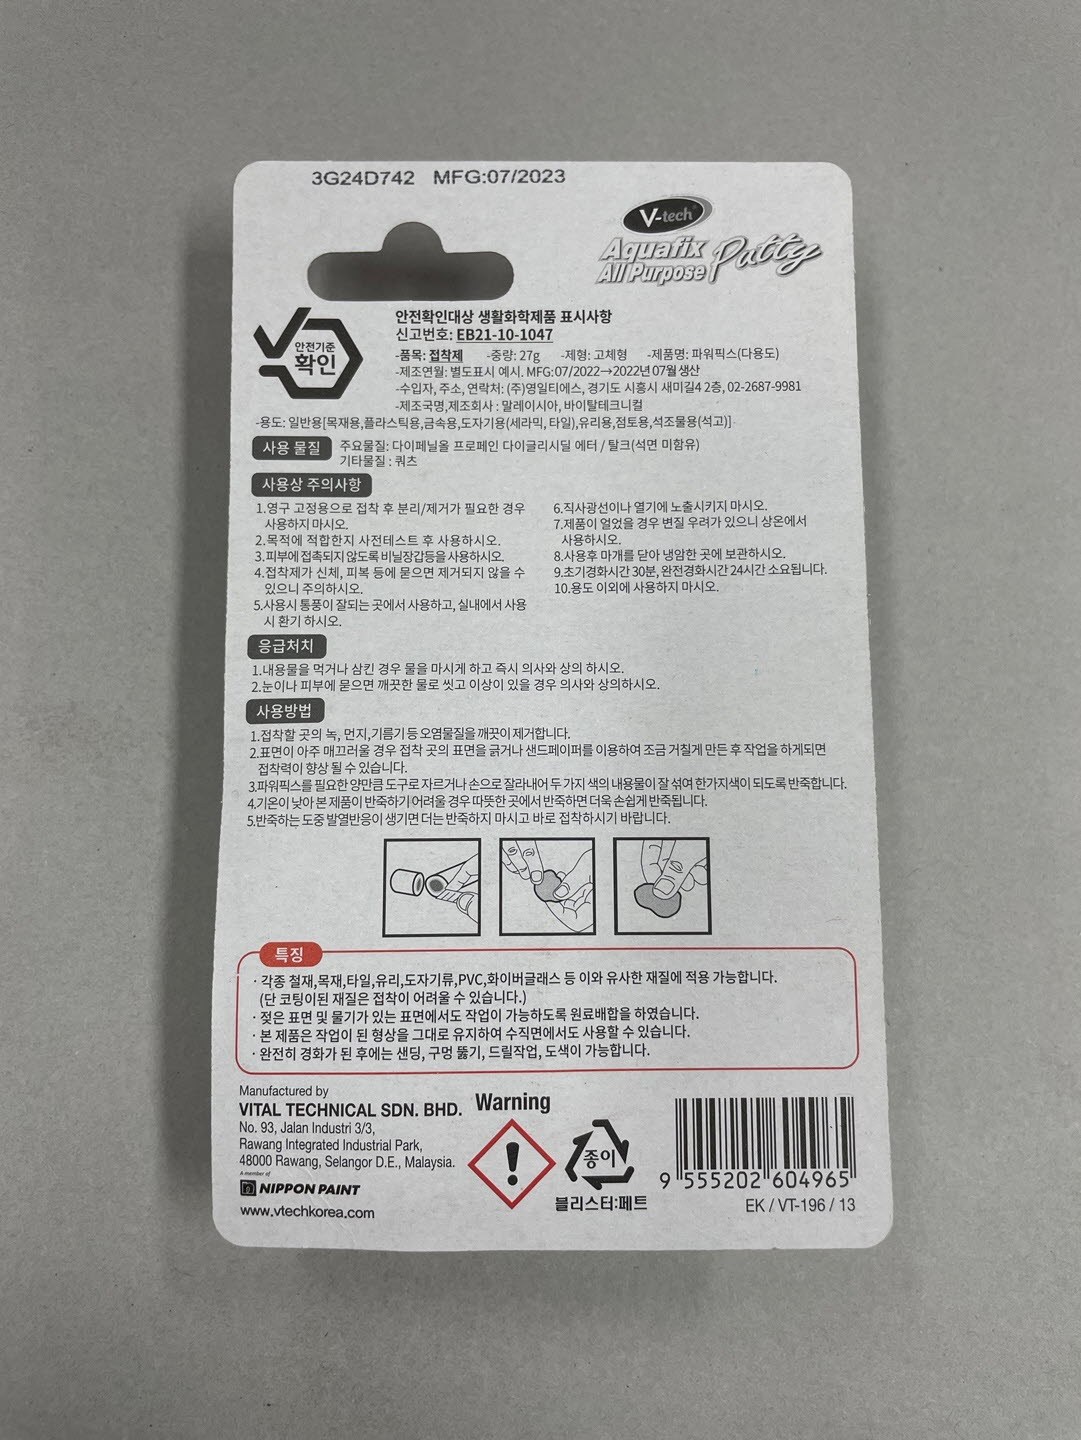 3G24D742 MFG:07/2023
V-tech
Aquafix
All Purpose
Putty
안전기준
확인
안전확인대상 생활화학제품 표시사항
신고번호: EB21-10-1047
-품목: 접착제 -중량: 27g -제형: 고체형 -제품명: 파워픽스(다용도)
-제조연월: 별도표시 예시. MFG:07/2022→2022년 07월 생산
-수입자, 주소, 연락처: (주)영일티에스, 경기도 시흥시 새미길4 2층, 02-2687-9981
-제조국명,제조회사 : 말레이시아, 바이탈테크니컬
-용도: 일반용[목재용,플라스틱용,금속용,도자기용(세라믹, 타일),유리용,점토용,석조물용(석고)]
사용 물질
주요물질: 다이페닐올 프로페인 다이글리시딜 에터 / 탈크(석면 미함유)
기타물질 : 쿼츠
사용상 주의사항
1.영구 고정용으로 접착 후 분리/제거가 필요한 경우
사용하지 마시오.
2.목적에 적합한지 사전테스트 후 사용하시오.
3.피부에 접촉되지 않도록 비닐장갑등을 사용하시오.
4.접착제가 신체, 피복 등에 묻으면 제거되지 않을 수
있으니 주의하시오.
5.사용시 통풍이 잘되는 곳에서 사용하고, 실내에서 사용
시 환기 하시오.
6.직사광선이나 열기에 노출시키지 마시오.
7.제품이 얼었을 경우 변질 우려가 있으니 상온에서
사용하시오.
8.사용후 마개를 닫아 냉암한 곳에 보관하시오.
9.초기경화시간 30분, 완전경화시간 24시간 소요됩니다.
10.용도 이외에 사용하지 마시오.
응급처치
1.내용물을 먹거나 삼킨 경우 물을 마시게 하고 즉시 의사와 상의 하시오.
2.눈이나 피부에 묻으면 깨끗한 물로 씻고 이상이 있을 경우 의사와 상의하시오.
사용방법
1.접착할 곳의 녹, 먼지,기름기 등 오염물질을 깨끗이 제거합니다.
2.표면이 아주 매끄러울 경우 접착 곳의 표면을 긁거나 샌드페이퍼를 이용하여 조금 거칠게 만든 후 작업을 하게되면
접착력이 향상 될 수 있습니다.
3.파워픽스를 필요한 양만큼 도구로 자르거나 손으로 잘라내어 두 가지 색의 내용물이 잘 섞여 한가지색이 되도록 반죽합니다.
4.기온이 낮아 본 제품이 반죽하기 어려울 경우 따뜻한 곳에서 반죽하면 더욱 손쉽게 반죽됩니다.
5.반죽하는 도중 발열반응이 생기면 더는 반죽하지 마시고 바로 접착하시기 바랍니다.
특징
· 각종 철재,목재,타일,유리,도자기류,PVC,화이버글래스 등 이와 유사한 재질에 적용 가능합니다.
(단 코팅이된 재질은 접착이 어려울 수 있습니다.)
· 젖은 표면 및 물기가 있는 표면에서도 작업이 가능하도록 원료배합을 하였습니다.
· 본 제품은 작업이 된 형상을 그대로 유지하여 수직면에서도 사용할 수 있습니다.
· 완전히 경화가 된 후에는 샌딩, 구멍 뚫기, 드릴작업, 도색이 가능합니다.
Manufactured by
VITAL TECHNICAL SDN. BHD.
No. 93, Jalan Industri 3/3,
Rawang Integrated Industrial Park,
48000 Rawang, Selangor D.E., Malaysia.
A member of
NIPPON PAINT
www.vtechkorea.com
Warning
종이
블리스터:페트
9 555202 604965
EK / VT-196 / 13